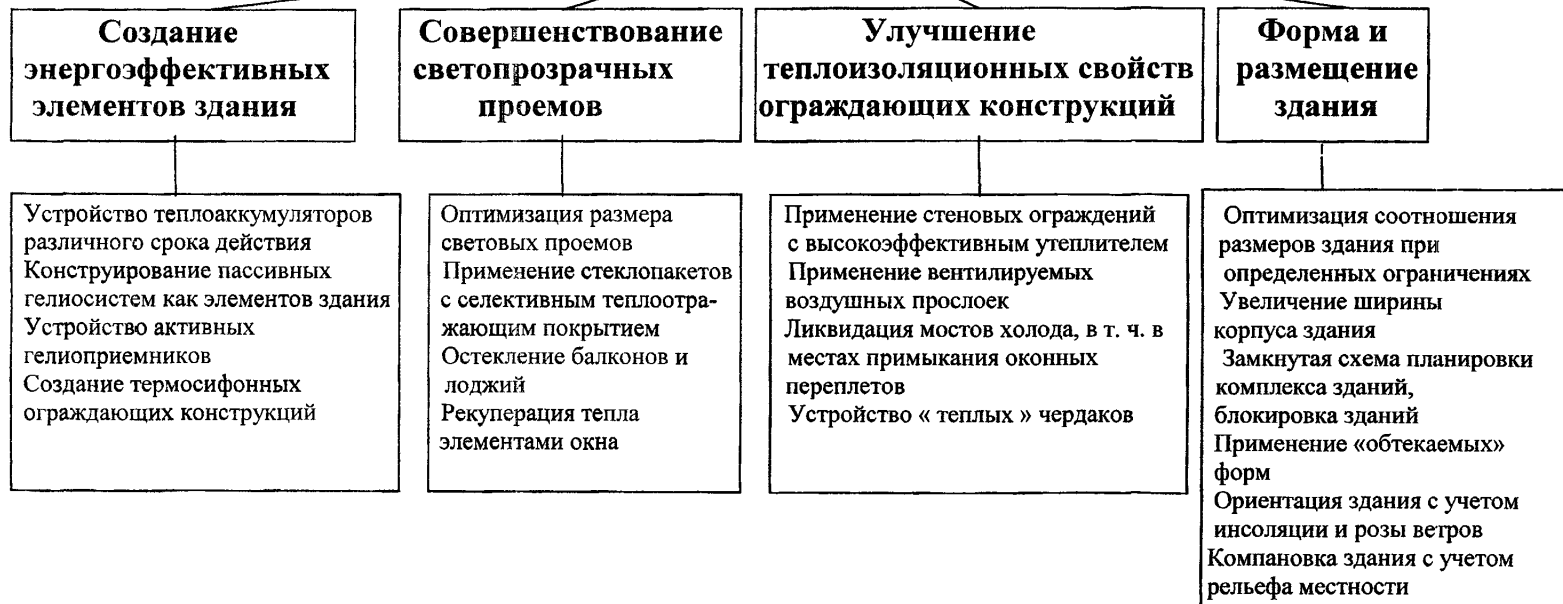 Создание
энергоэффективных
элементов здания
Устройство теплоаккумуляторов
различного срока действия
Конструирование пассивных
гелиосистем как элементов здания
Устройство активных
гелиоприемников
Создание термосифонных
ограждающих конструкций
Совершенствование
светопрозрачных
проемов
Оптимизация размера
световых проемов
Применение стеклопакетов
с селективным теплоотра-
жающим покрытием
Остекление балконов и
лоджий
Рекуперация тепла
элементами окна
Улучшение
теплоизоляционных свойств
ограждающих конструкций
Применение стеновых ограждений
с высокоэффективным утеплителем
Применение вентилируемых
воздушных прослоек
Ликвидация мостов холода, в т. ч. в
местах примыкания оконных
переплетов
Устройство « теплых » чердаков
Форма и
размещение
здания
Оптимизация соотношения
размеров здания при
определенных ограничениях
Увеличение ширины
корпуса здания
Замкнутая схема планировки
комплекса зданий,
блокировка зданий
Применение «обтекаемых»
форм
Ориентация здания с учетом
инсоляции и розы ветров
Компановка здания с учетом
рельефа местности